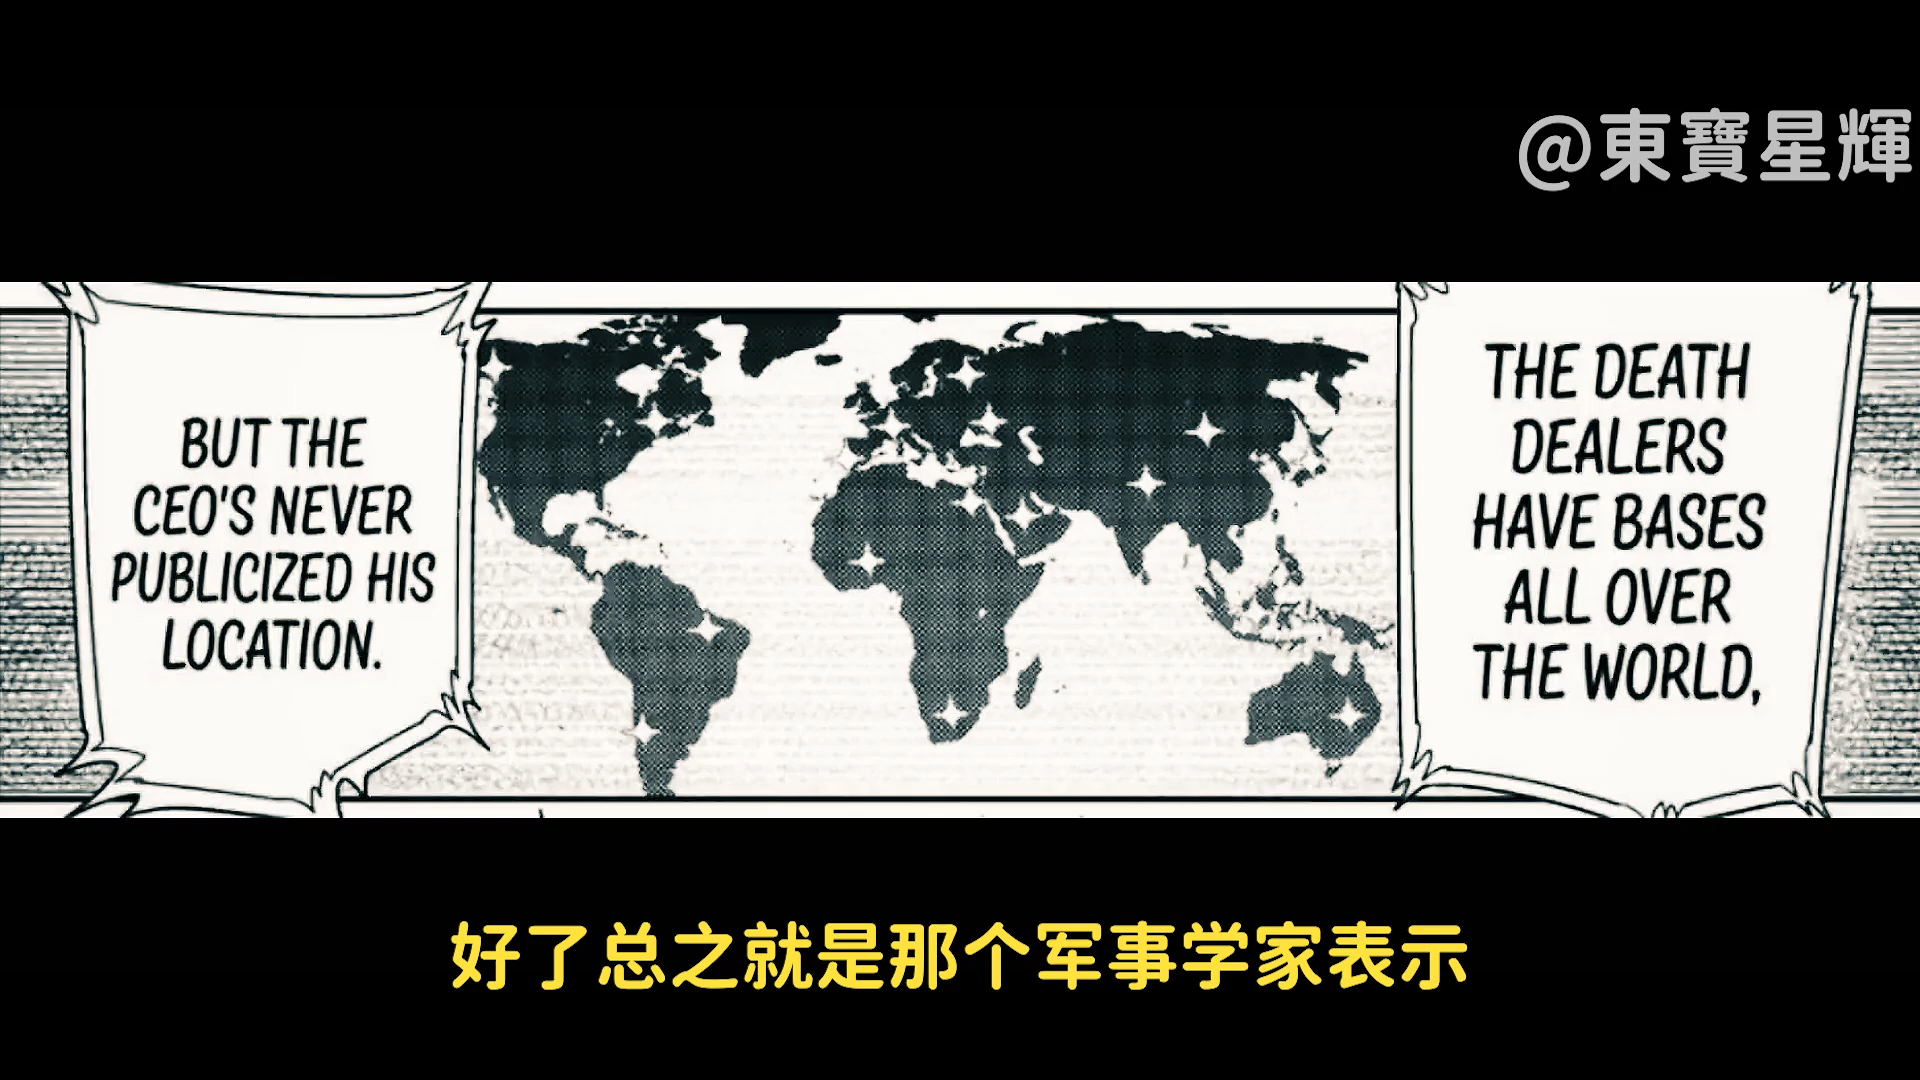 @東寶星輝
THE DEATH
DEALERS
HAVE BASES
ALL OVER
THE WORLD,
BUT THE
CEO'S NEVER
PUBLICIZED HIS
LOCATION.
好了总之就是那个军事学家表示